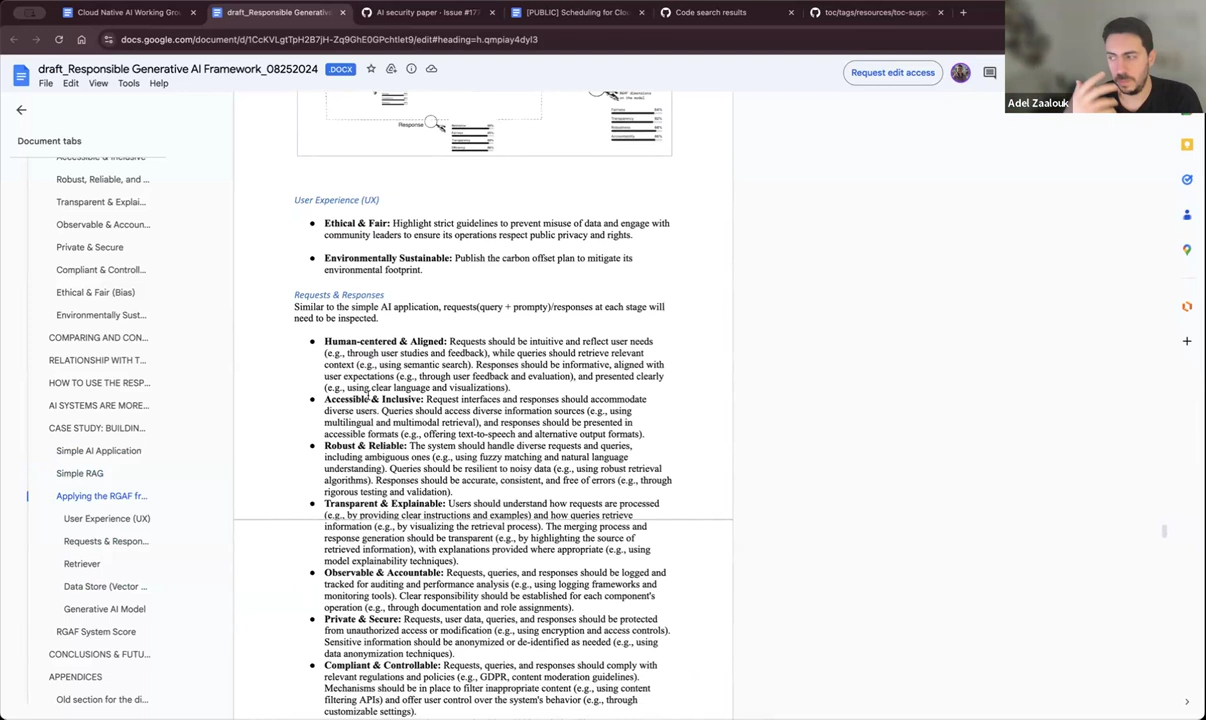 Cloud Native AI Working Grou
draft_Responsible Generative
AI security paper · Issue #17
[PUBLIC] Scheduling for Clou
Code search results
toc/tags/resources/toc-supp
docs.google.com/document/d/1CcKVLgtTpH2B7jH-Zq9GhE0GPchtlet9/edit#heading=h.qmpiay4dyl3
draft_Responsible Generative AI Framework_08252024
.DOCX
File Edit View Tools Help
Request edit access
Adel Zaalouk
Document tabs
Accessible & Inclusive
Robust, Reliable, and ...
Transparent & Explai...
Observable & Accoun...
Private & Secure
Compliant & Controll...
Ethical & Fair (Bias)
Environmentally Sust...
COMPARING AND CON...
RELATIONSHIP WITH T...
HOW TO USE THE RESP...
AI SYSTEMS ARE MORE...
CASE STUDY: BUILDIN...
Simple AI Application
Simple RAG
Applying the RGAF fr...
User Experience (UX)
Requests & Respon...
Retriever
Data Store (Vector ...
Generative AI Model
RGAF System Score
CONCLUSIONS & FUTU...
APPENDICES
Old section for the di...
Response
RGAF dimensions
on the model
Fairness
Transparency
Robustness
Accountability
User Experience (UX)
● Ethical & Fair: Highlight strict guidelines to prevent misuse of data and engage with
community leaders to ensure its operations respect public privacy and rights.
● Environmentally Sustainable: Publish the carbon offset plan to mitigate its
environmental footprint.
Requests & Responses
Similar to the simple AI application, requests(query + prompty)/responses at each stage will
need to be inspected.
● Human-centered & Aligned: Requests should be intuitive and reflect user needs
(e.g., through user studies and feedback), while queries should retrieve relevant
context (e.g., using semantic search). Responses should be informative, aligned with
user expectations (e.g., through user feedback and evaluation), and presented clearly
(e.g., using clear language and visualizations).
● Accessible & Inclusive: Request interfaces and responses should accommodate
diverse users. Queries should access diverse information sources (e.g., using
multilingual and multimodal retrieval), and responses should be presented in
accessible formats (e.g., offering text-to-speech and alternative output formats).
● Robust & Reliable: The system should handle diverse requests and queries,
including ambiguous ones (e.g., using fuzzy matching and natural language
understanding). Queries should be resilient to noisy data (e.g., using robust retrieval
algorithms). Responses should be accurate, consistent, and free of errors (e.g., through
rigorous testing and validation).
● Transparent & Explainable: Users should understand how requests are processed
(e.g., by providing clear instructions and examples) and how queries retrieve
information (e.g., by visualizing the retrieval process). The merging process and
response generation should be transparent (e.g., by highlighting the source of
retrieved information), with explanations provided where appropriate (e.g., using
model explainability techniques).
● Observable & Accountable: Requests, queries, and responses should be logged and
tracked for auditing and performance analysis (e.g., using logging frameworks and
monitoring tools). Clear responsibility should be established for each component's
operation (e.g., through documentation and role assignments).
● Private & Secure: Requests, user data, queries, and responses should be protected
from unauthorized access or modification (e.g., using encryption and access controls).
Sensitive information should be anonymized or de-identified as needed (e.g., using
data anonymization techniques).
● Compliant & Controllable: Requests, queries, and responses should comply with
relevant regulations and policies (e.g., GDPR, content moderation guidelines).
Mechanisms should be in place to filter inappropriate content (e.g., using content
filtering APIs) and offer user control over the system's behavior (e.g., through
customizable settings).